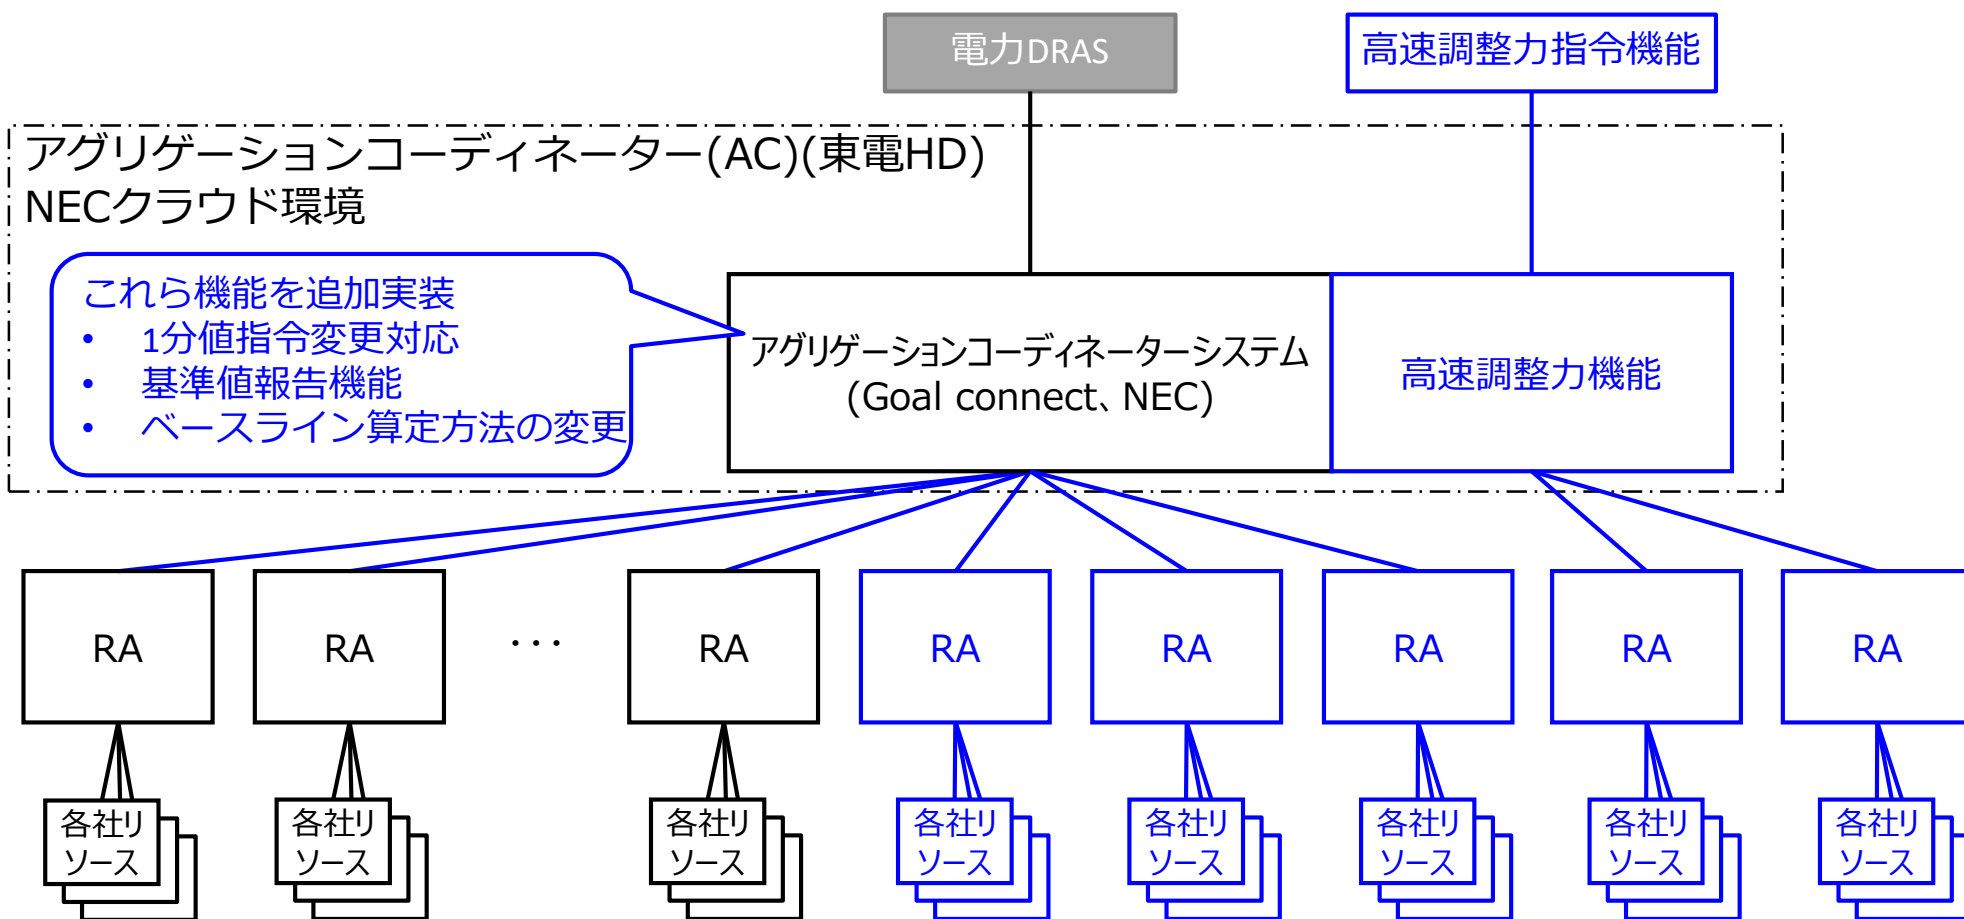 電力DRAS
高速調整力指令機能
アグリゲーションコーディネーター(AC)(東電HD)
NECクラウド環境
これら機能を追加実装
• 1分値指令変更対応
• 基準値報告機能
• ベースライン算定方法の変更
アグリゲーションコーディネーターシステム
(Goal connect、NEC)
高速調整力機能
RA
RA
・・・
RA
RA
RA
RA
RA
RA
各社リ
ソース
各社リ
ソース
各社リ
ソース
各社リ
ソース
各社リ
ソース
各社リ
ソース
各社リ
ソース
各社リ
ソース